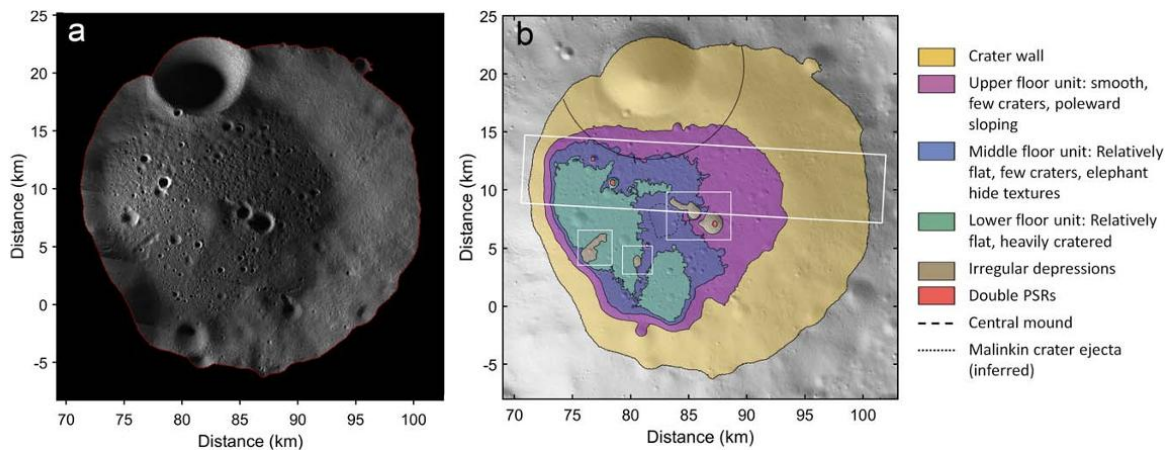 a
25
20
15
10
5
0
-5
Distance (km)
70 75 80 85 90 95 100
Distance (km)
b
25
20
15
10
5
0
-5
Distance (km)
70 75 80 85 90 95 100
Distance (km)
Crater wall
Upper floor unit: smooth,
few craters, poleward
sloping
Middle floor unit: Relatively
flat, few craters, elephant
hide textures
Lower floor unit: Relatively
flat, heavily cratered
Irregular depressions
Double PSRs
Central mound
Malinkin crater ejecta
(inferred)